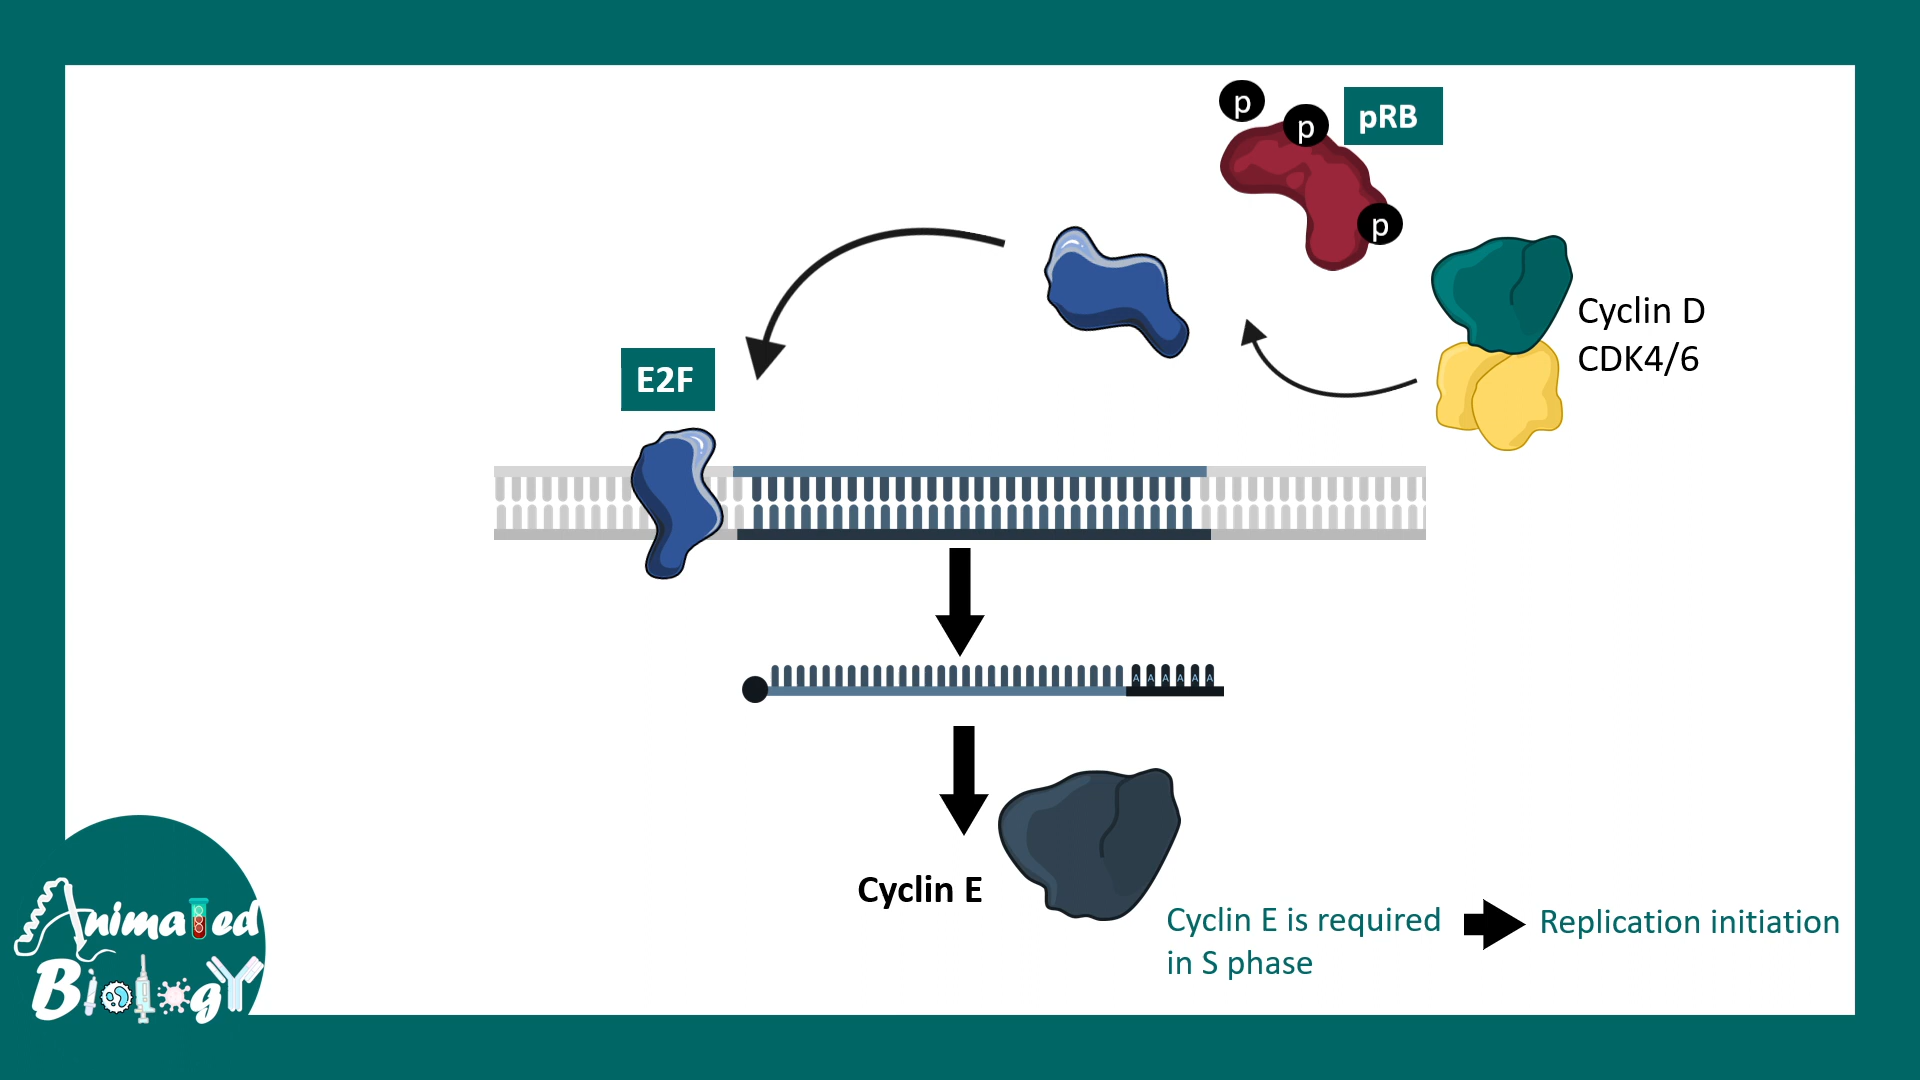 p
p
pRB
p
Cyclin D
CDK4/6
E2F
A A A A A A
Cyclin E
Cyclin E is required
in S phase
Replication initiation
Animated
Biology